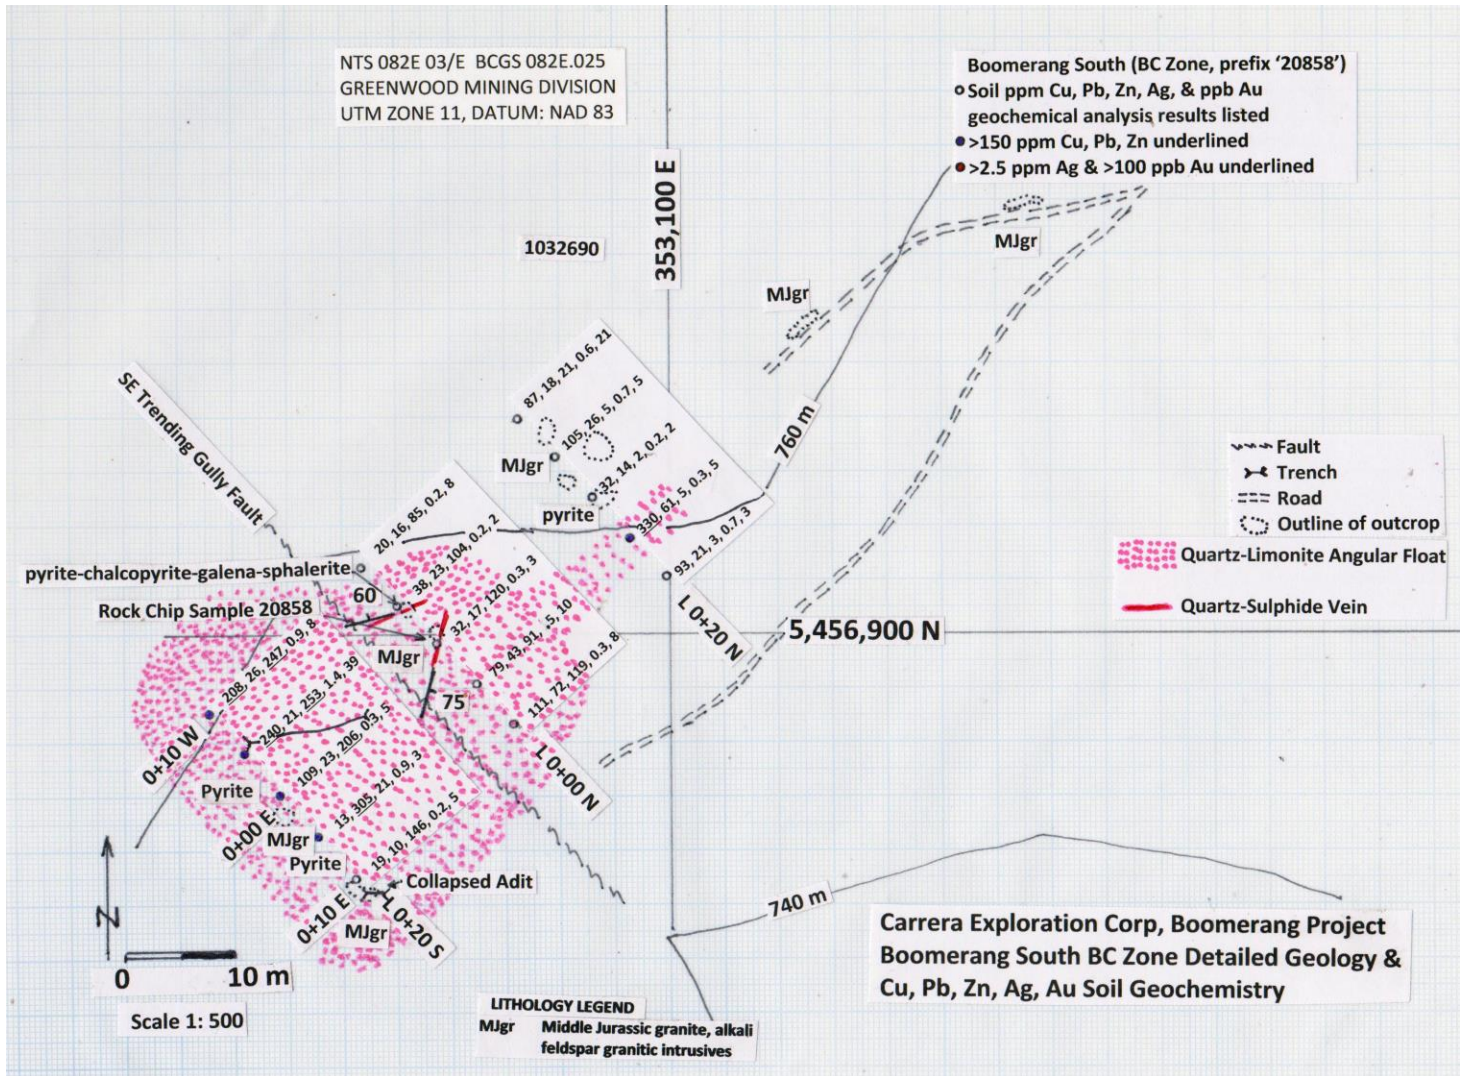 NTS 082E 03/E BCGS 082E.025
GREENWOOD MINING DIVISION
UTM ZONE 11, DATUM: NAD 83
Boomerang South (BC Zone, prefix '20858')
Soil ppm Cu, Pb, Zn, Ag, & ppb Au
geochemical analysis results listed
>150 ppm Cu, Pb, Zn underlined
>2.5 ppm Ag & >100 ppb Au underlined
353,100 E
1032690
MJgr
MJgr
SE Trending Gully Fault
87, 18, 21, 0.6, 21
105, 26, 5, 0.7, 5
MJgr
32, 14, 2, 0.2, 2
pyrite
330, 61, 5, 0.3, 5
93, 21, 3, 0.7, 3
L 0+20 N
760 m
Fault
Trench
Road
Outline of outcrop
Quartz-Limonite Angular Float
Quartz-Sulphide Vein
20, 16, 85, 0.2, 8
38, 23, 104, 0.2, 2
32, 17, 120, 0.3, 3
79, 43, 91, .5, 10
111, 72, 119, 0.3, 8
L 0+00 N
pyrite-chalcopyrite-galena-sphalerite
60
Rock Chip Sample 20858
MJgr
75
5,456,900 N
208, 26, 247, 0.9, 8
240, 21, 253, 1.4, 39
109, 23, 206, 0.3, 5
13, 305, 21, 0.9, 3
19, 10, 146, 0.2, 5
0+10 W
Pyrite
0+00 E
MJgr
Pyrite
Collapsed Adit
0+10 E
L 0+20 S
MJgr
740 m
N
0 10 m
Scale 1: 500
LITHOLOGY LEGEND
MJgr Middle Jurassic granite, alkali
feldspar granitic intrusives
Carrera Exploration Corp, Boomerang Project
Boomerang South BC Zone Detailed Geology &
Cu, Pb, Zn, Ag, Au Soil Geochemistry